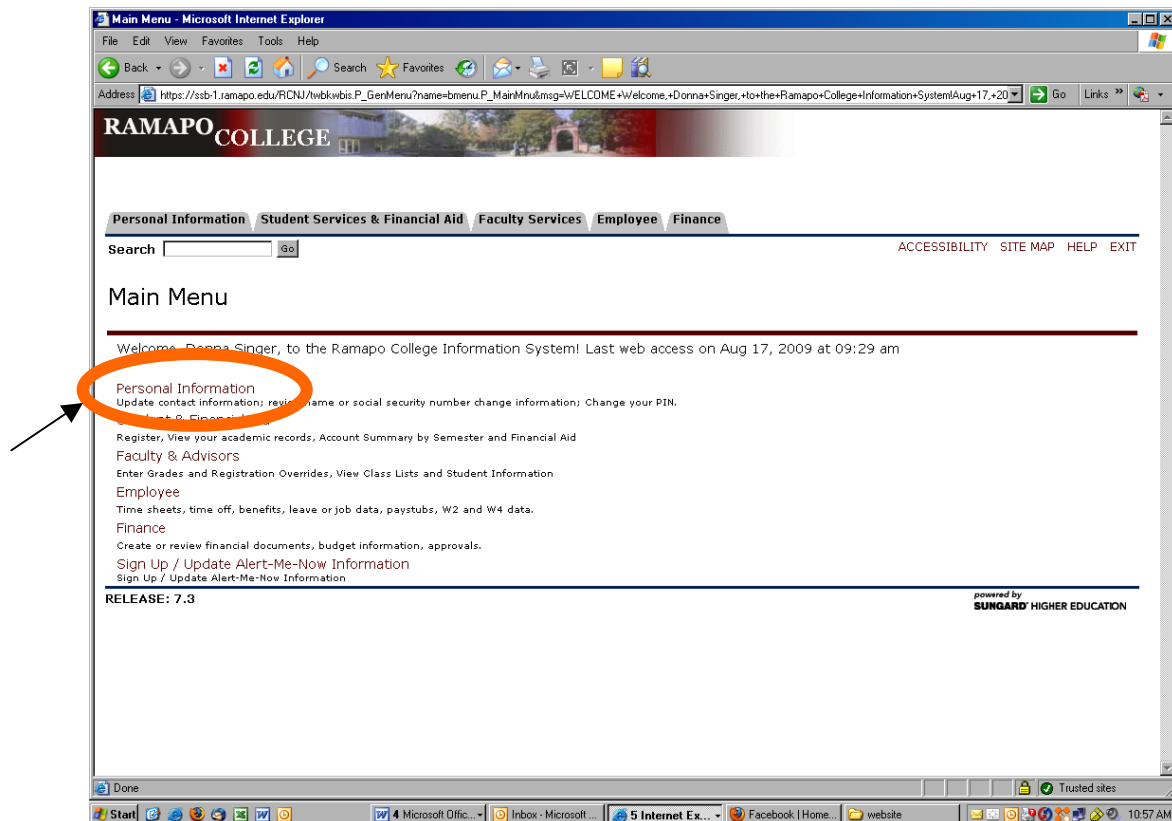 Main Menu - Microsoft Internet Explorer
File Edit View Favorites Tools Help
Back Search Favorites
Address https://ssb-1.ramapo.edu/RCNJ/twbkwbis.P_GenMenu?name=bmenu.P_MainMnu&msg=WELCOME+Welcome,+Donna+Singer,+to+the+Ramapo+College+Information+System!Aug+17,+20 Go Links »
RAMAPO COLLEGE
Personal Information Student Services & Financial Aid Faculty Services Employee Finance
Search Go ACCESSIBILITY SITE MAP HELP EXIT
Main Menu
Welcome, Donna Singer, to the Ramapo College Information System! Last web access on Aug 17, 2009 at 09:29 am
Personal Information
Update contact information; review name or social security number change information; Change your PIN.
Student & Financial Aid
Register, View your academic records, Account Summary by Semester and Financial Aid
Faculty & Advisors
Enter Grades and Registration Overrides, View Class Lists and Student Information
Employee
Time sheets, time off, benefits, leave or job data, paystubs, W2 and W4 data.
Finance
Create or review financial documents, budget information, approvals.
Sign Up / Update Alert-Me-Now Information
Sign Up / Update Alert-Me-Now Information
RELEASE: 7.3
powered by
SUNGARD' HIGHER EDUCATION
Done Trusted sites
Start 4 Microsoft Offic... Inbox - Microsoft ... 5 Internet Ex... Facebook | Home... website 10:57 AM